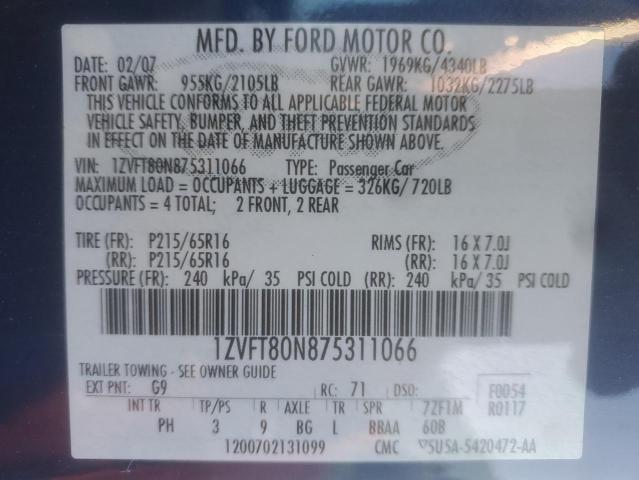 MFD. BY FORD MOTOR CO.
DATE: 02/07 GVWR: 1969KG/4340LB
FRONT GAWR: 955KG/2105LB REAR GAWR: 1032KG/2275LB
THIS VEHICLE CONFORMS TO ALL APPLICABLE FEDERAL MOTOR
VEHICLE SAFETY, BUMPER, AND THEFT PREVENTION STANDARDS
IN EFFECT ON THE DATE OF MANUFACTURE SHOWN ABOVE.
VIN: 1ZVFT80N875311066 TYPE: Passenger Car
MAXIMUM LOAD = OCCUPANTS + LUGGAGE = 326KG/720LB
OCCUPANTS = 4 TOTAL: 2 FRONT, 2 REAR
TIRE (FR): P215/65R16 RIMS (FR): 16 X 7.0J
(RR): P215/65R16 (RR): 16 X 7.0J
PRESSURE (FR): 240 kPa/ 35 PSI COLD (RR): 240 kPa/ 35 PSI COLD
1ZVFT80N875311066
TRAILER TOWING - SEE OWNER GUIDE
EXT PNT: G9 RC: 71 DSO: F0054
INT TR TP/PS R AXLE TR SPR 7ZF1M R0117
PH 3 9 BG L BBAA 60B
1200702131099 CMC 5U5A-5420472-AA